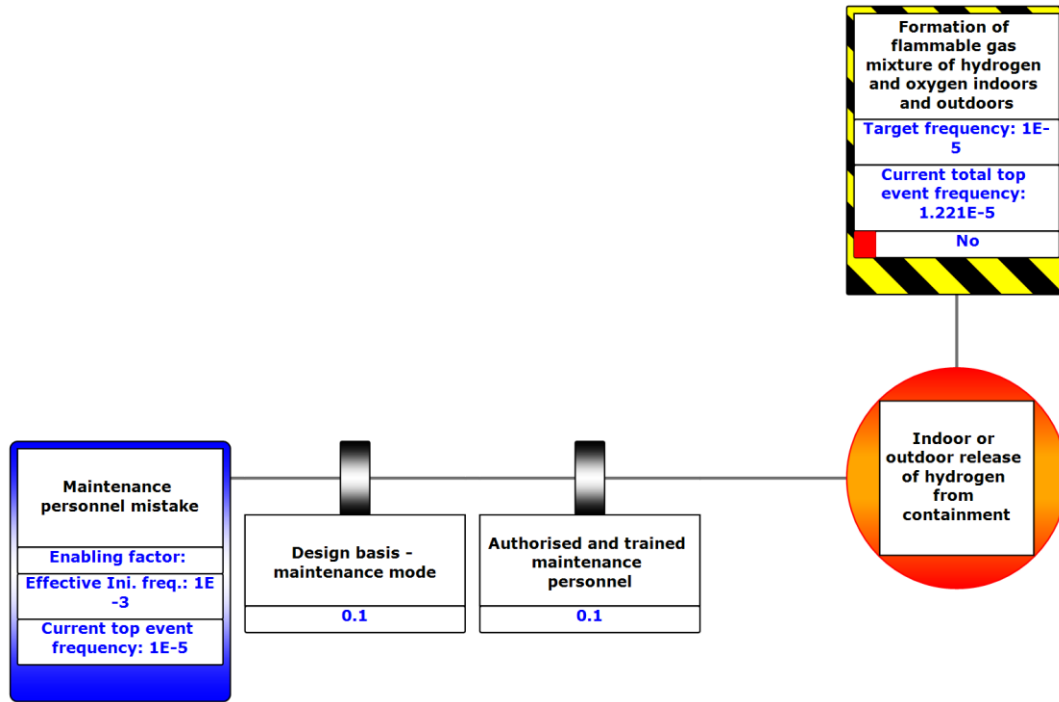 Formation of
flammable gas
mixture of hydrogen
and oxygen indoors
and outdoors
Target frequency: 1E-
5
Current total top
event frequency:
1.221E-5
No
Indoor or
outdoor release
of hydrogen
from
containment
Maintenance
personnel mistake
Enabling factor:
Effective Ini. freq.: 1E
-3
Current top event
frequency: 1E-5
Design basis -
maintenance mode
0.1
Authorised and trained
maintenance
personnel
0.1